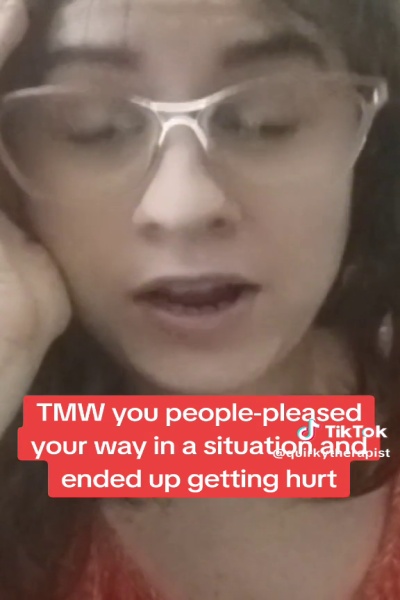 TMW you people-pleased
your way in a situation and
ended up getting hurt
TikTok
@quirkytherapist